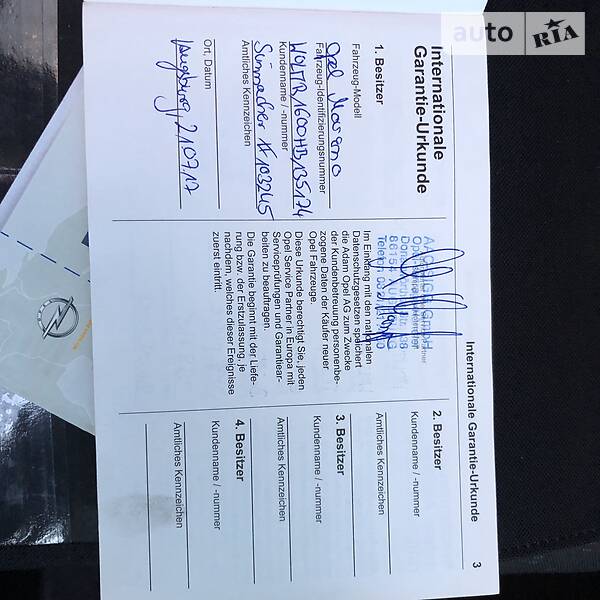 auto RIA
Internationale Garantie-Urkunde
3
Internationale
Garantie-Urkunde
1. Besitzer
Fahrzeug-Modell
Opel Movano
Fahrzeug-Identifizierungsnummer
Kundenname / -nummer
Amtliches Kennzeichen
Ort, Datum
21.07.17
GmbH
Im Einklang mit den nationalen
Datenschutzgesetzen speichert
die Adam Opel AG zum Zwecke
der Kundenbetreuung personenbe-
zogene Daten der Käufer neuer
Opel Fahrzeuge.
Diese Urkunde berechtigt Sie, jeden
Opel Service Partner in Europa mit
Serviceprüfungen und Garantiear-
beiten zu beauftragen.
Die Garantie beginnt mit der Liefe-
rung bzw. der Erstzulassung, je
nachdem, welches dieser Ereignisse
zuerst eintritt.
2. Besitzer
Kundenname / -nummer
Amtliches Kennzeichen
3. Besitzer
Kundenname / -nummer
Amtliches Kennzeichen
4. Besitzer
Kundenname / -nummer
Amtliches Kennzeichen